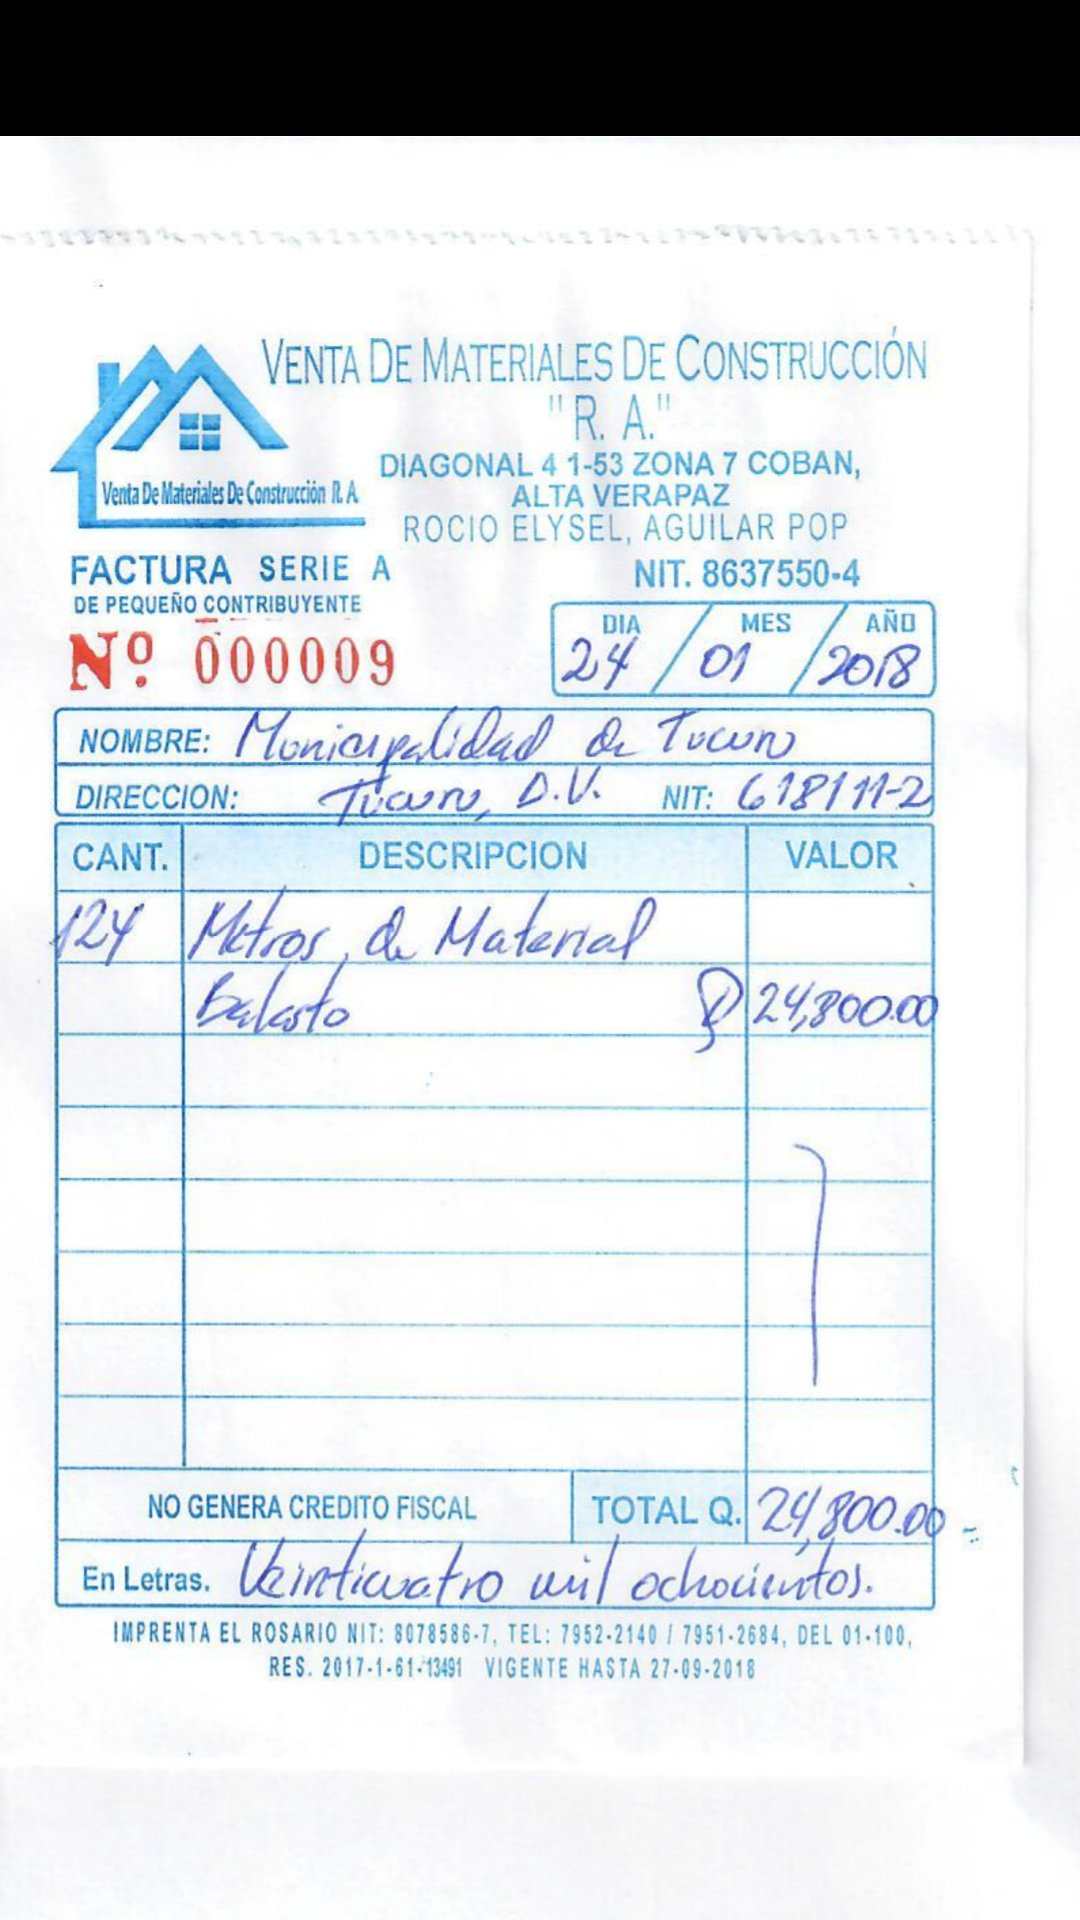 VENTA DE MATERIALES DE CONSTRUCCIÓN
"R. A."
Venta De Materiales De Construcción R. A.
DIAGONAL 4 1-53 ZONA 7 COBAN,
ALTA VERAPAZ
ROCIO ELYSEL, AGUILAR POP
FACTURA SERIE A
NIT. 8637550-4
DE PEQUEÑO CONTRIBUYENTE
Nº 000009
DIA / MES / AÑO
24 / 01 / 2018
NOMBRE: Municipalidad de Tucuru
DIRECCION: Tucuru, A.V. NIT: 618111-2
CANT. DESCRIPCION VALOR
124 Metros, de Material
Balasto Q 24,800.00
NO GENERA CREDITO FISCAL TOTAL Q. 24,800.00
En Letras. Veinticuatro mil ochocientos.
IMPRENTA EL ROSARIO NIT: 8078586-7, TEL: 7952-2140 / 7951-2684, DEL 01-100,
RES. 2017-1-61-13491 VIGENTE HASTA 27-09-2018